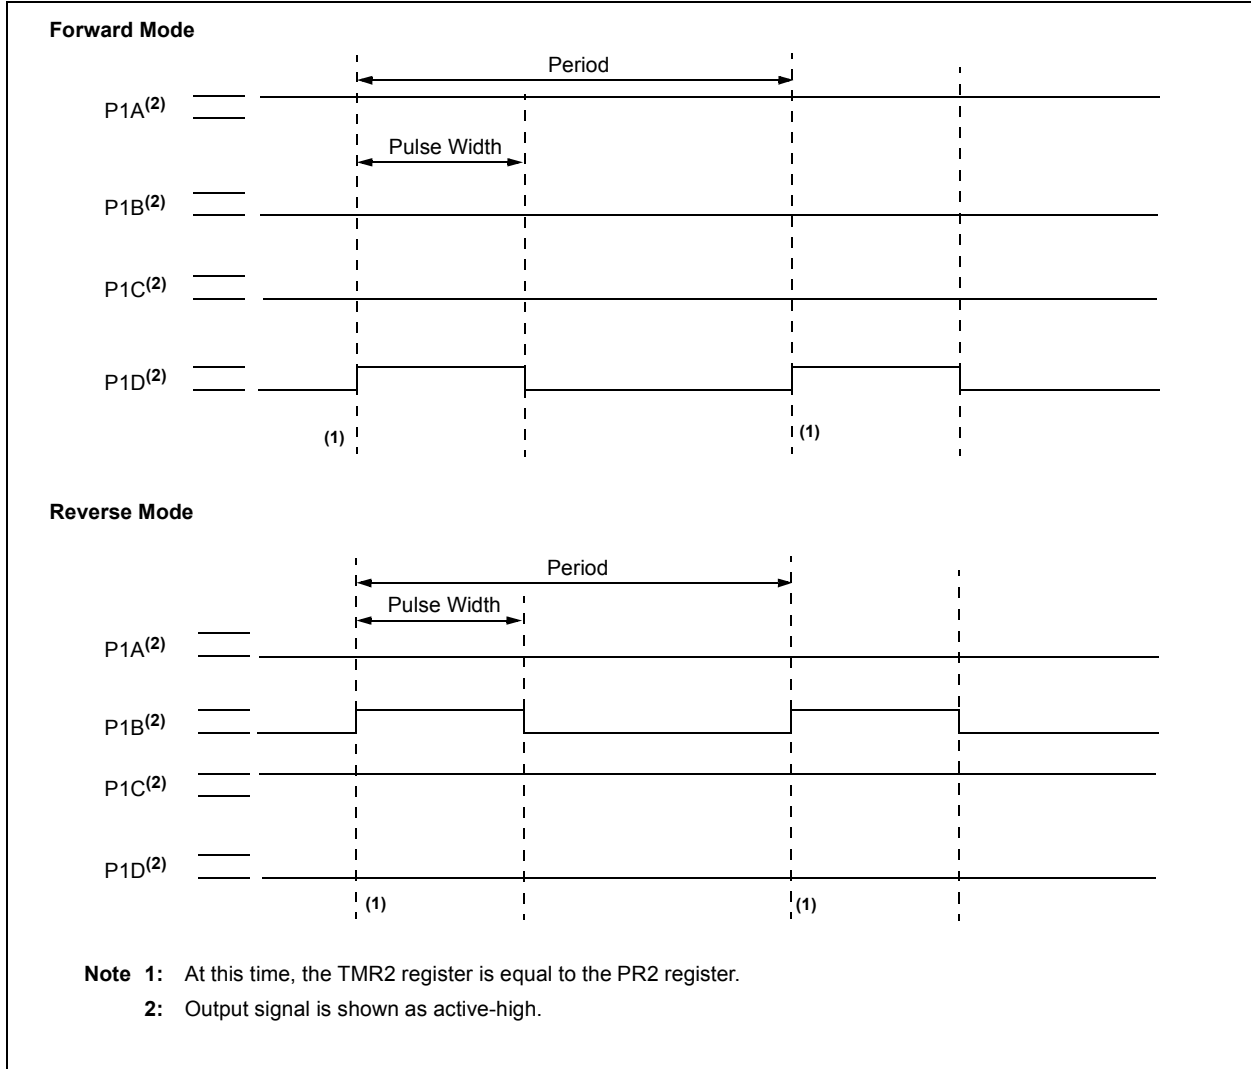 Forward Mode
Period
P1A(2)
Pulse Width
P1B(2)
P1C(2)
P1D(2)
(1)
(1)
Reverse Mode
Period
Pulse Width
P1A(2)
P1B(2)
P1C(2)
P1D(2)
(1)
(1)
Note 1: At this time, the TMR2 register is equal to the PR2 register.
2: Output signal is shown as active-high.